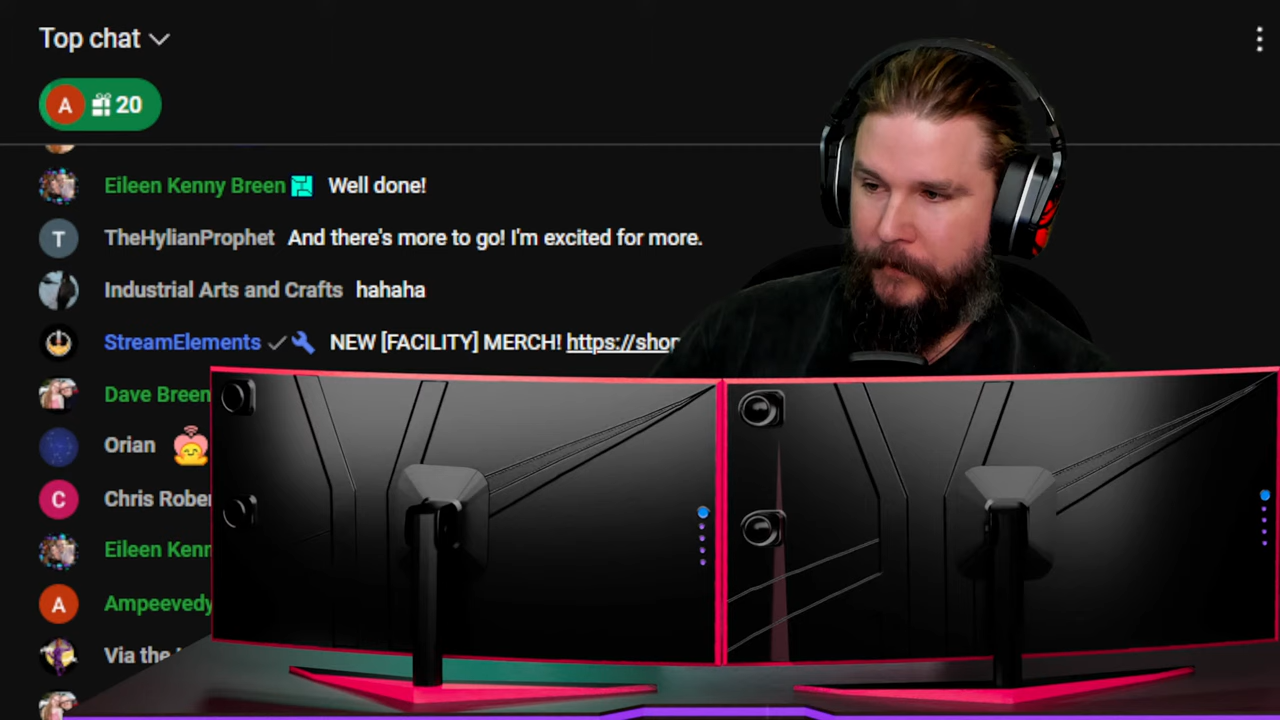 Top chat
A 20
Eileen Kenny Breen Well done!
T TheHylianProphet And there's more to go! I'm excited for more.
Industrial Arts and Crafts hahaha
StreamElements NEW [FACILITY] MERCH! https://shop
Dave Breen
Orian
C Chris Rober
Eileen Kenn
A Ampeevedy
Via the